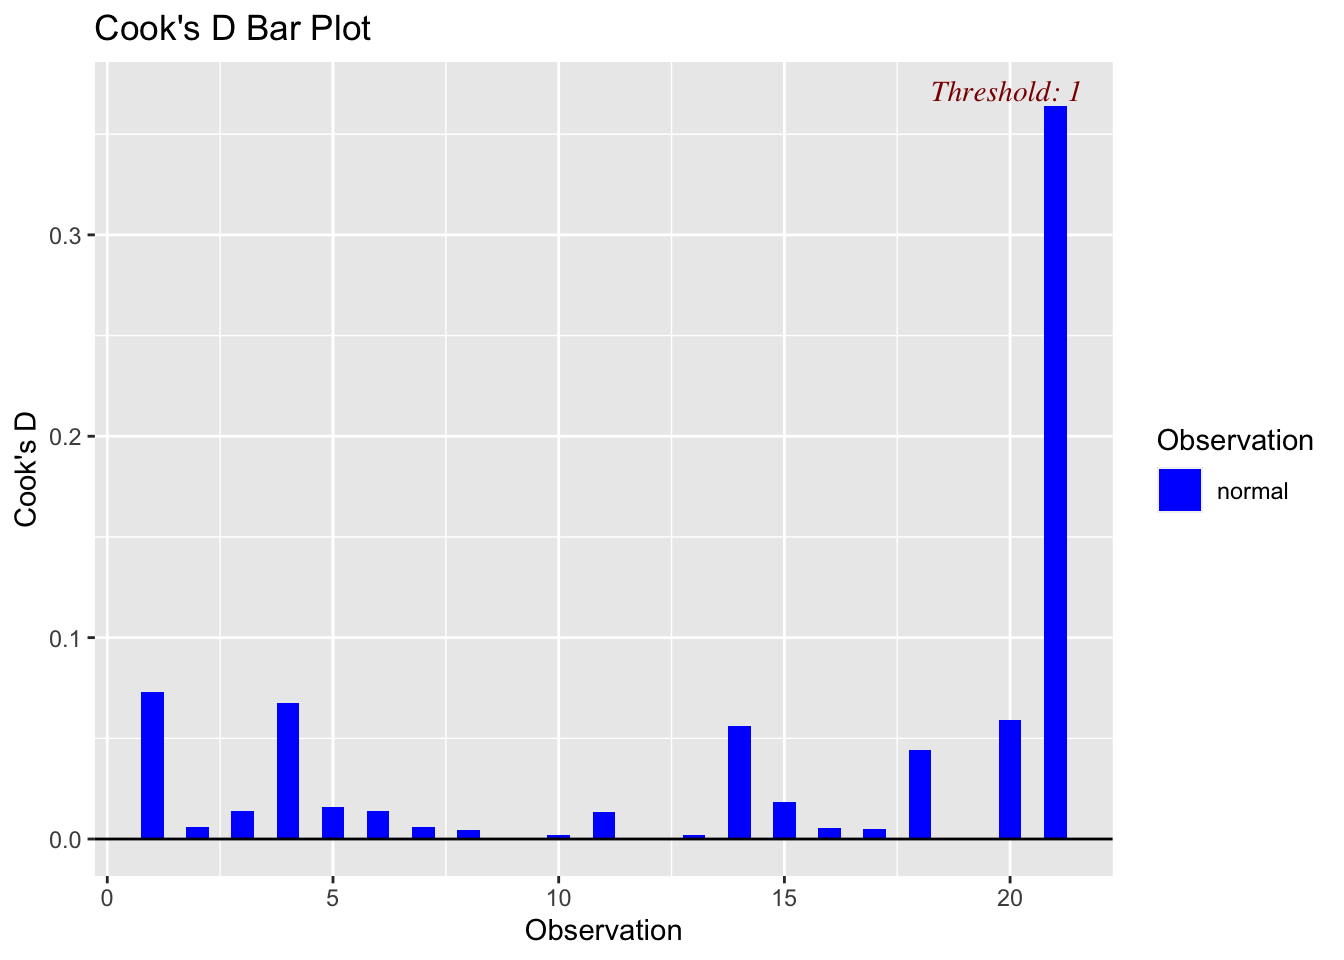 Cook's D Bar Plot
Threshold: 1
0.3
0.2
0.1
0.0
Cook's D
0 5 10 15 20
Observation
Observation
normal